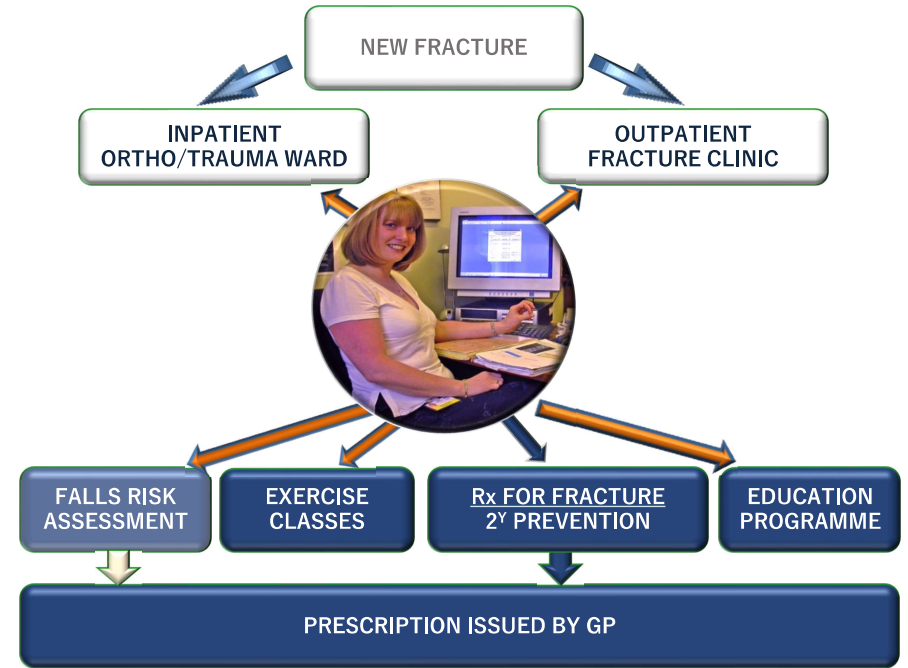 NEW FRACTURE
INPATIENT
ORTHO/TRAUMA WARD
OUTPATIENT
FRACTURE CLINIC
FALLS RISK
ASSESSMENT
EXERCISE
CLASSES
Rx FOR FRACTURE
2ʸ PREVENTION
EDUCATION
PROGRAMME
PRESCRIPTION ISSUED BY GP